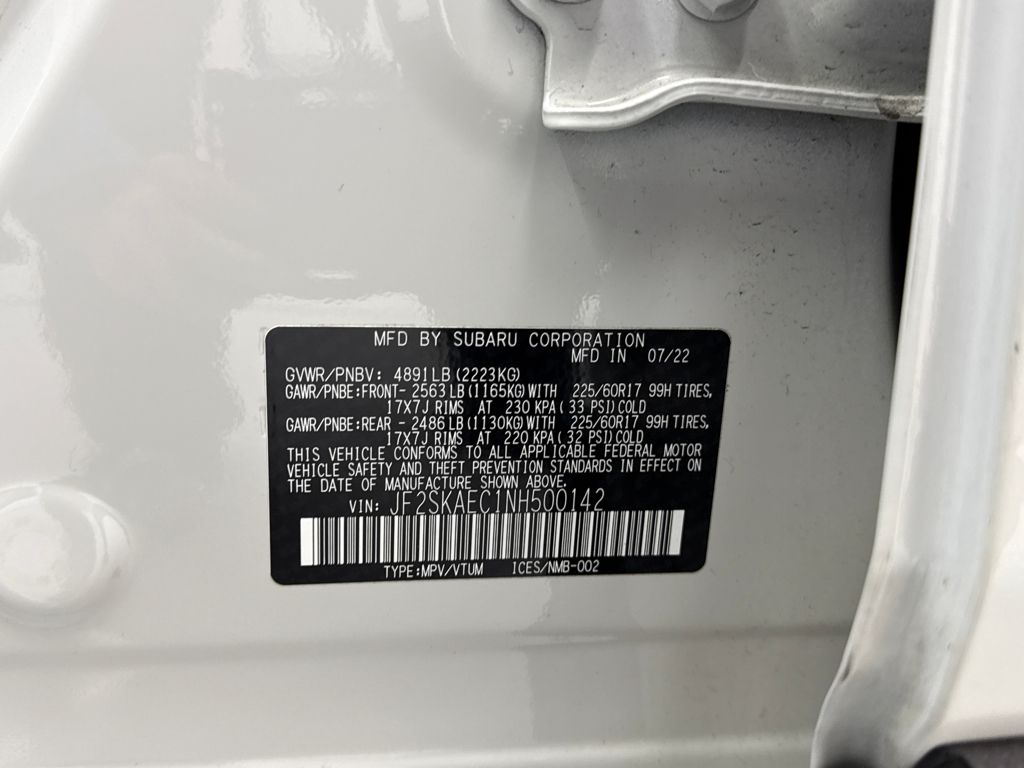 MFD BY SUBARU CORPORATION
MFD IN 07/22
GVWR/PNBV: 4891LB(2223KG)
GAWR/PNBE:FRONT- 2563LB(1165KG)WITH 225/60R17 99H TIRES,
17X7J RIMS AT 230 KPA(33 PSI)COLD
GAWR/PNBE:REAR - 2486LB(1130KG)WITH 225/60R17 99H TIRES,
17X7J RIMS AT 220 KPA(32 PSI)COLD
THIS VEHICLE CONFORMS TO ALL APPLICABLE FEDERAL MOTOR
VEHICLE SAFETY AND THEFT PREVENTION STANDARDS IN EFFECT ON
THE DATE OF MANUFACTURE SHOWN ABOVE.
VIN: JF2SKAEC1NH500142
TYPE:MPV/VTUM ICES/NMB-002